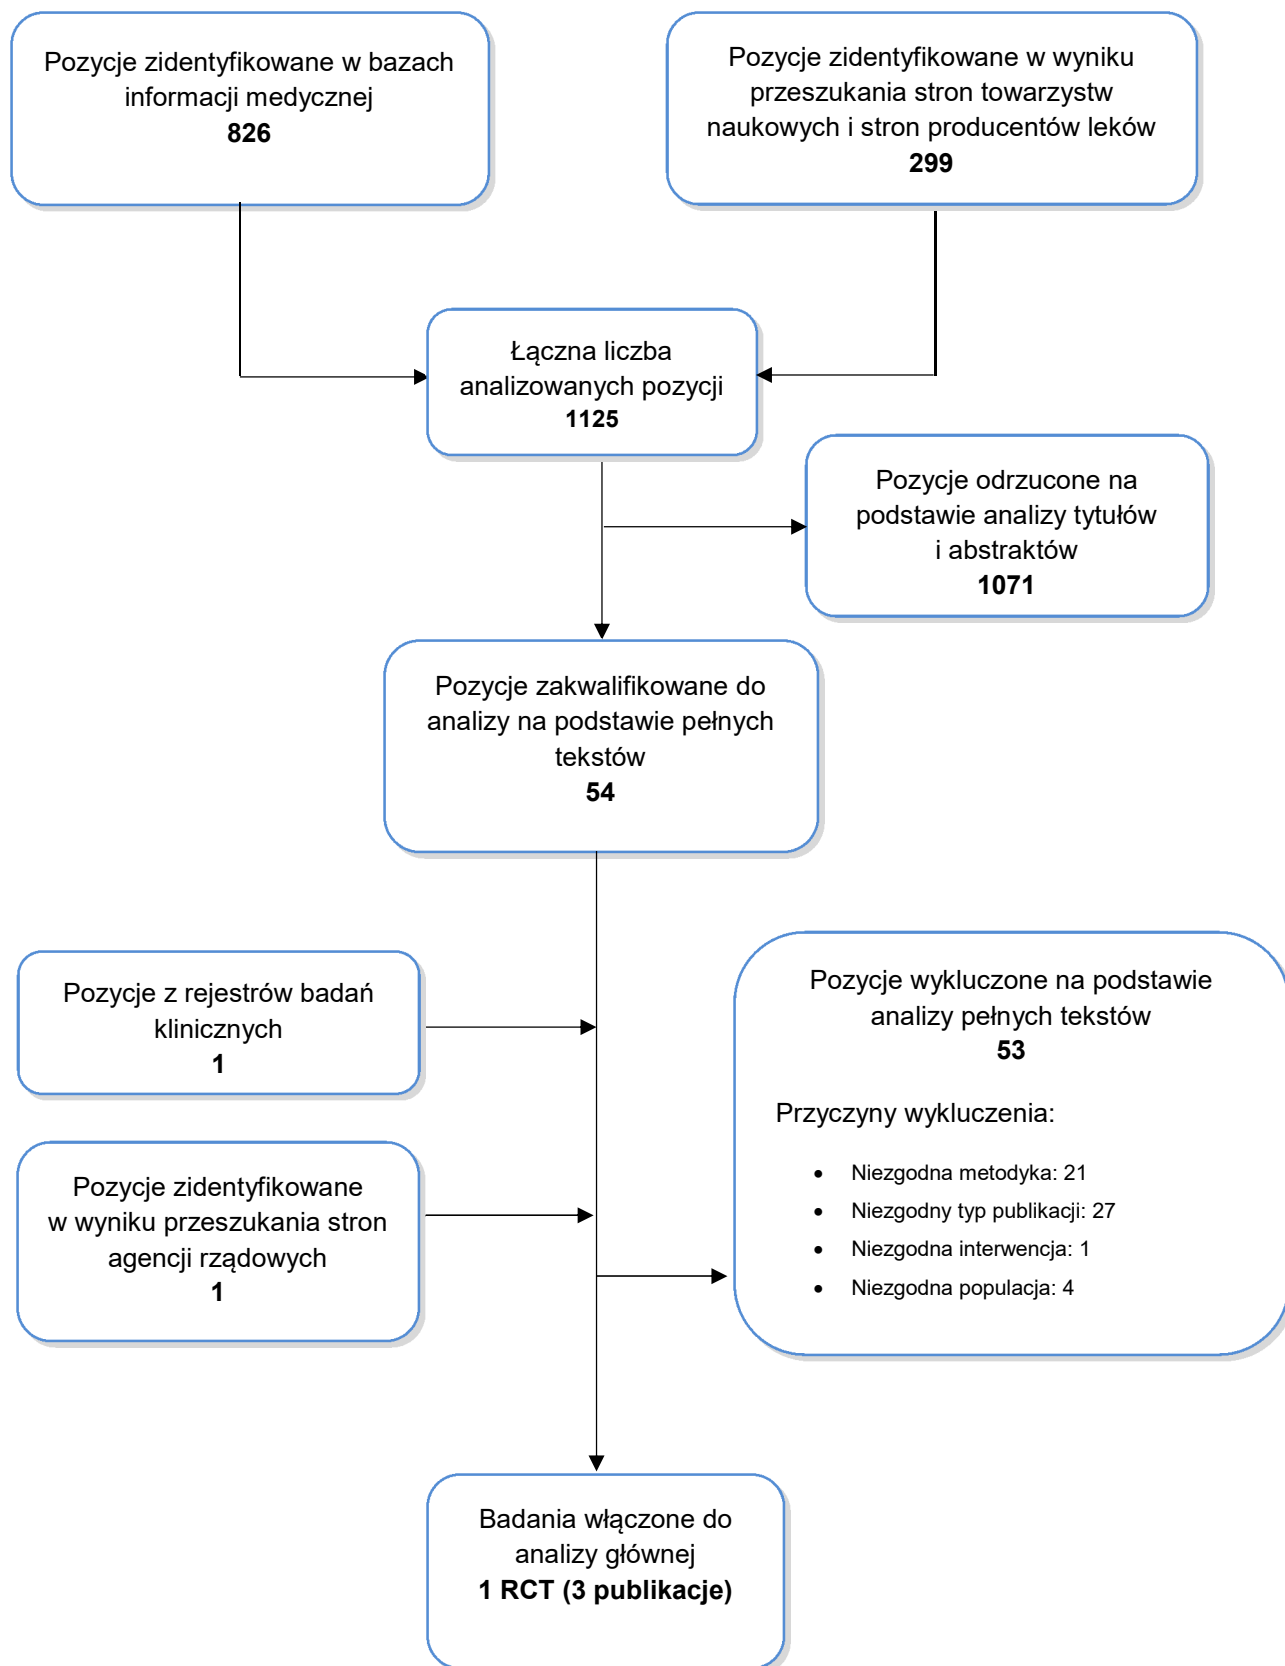 Pozycje zidentyfikowane w bazach
informacji medycznej
826
Pozycje zidentyfikowane w wyniku
przeszukania stron towarzystw
naukowych i stron producentów leków
299
Łączna liczba
analizowanych pozycji
1125
Pozycje odrzucone na
podstawie analizy tytułów
i abstraktów
1071
Pozycje zakwalifikowane do
analizy na podstawie pełnych
tekstów
54
Pozycje z rejestrów badań
klinicznych
1
Pozycje zidentyfikowane
w wyniku przeszukania stron
agencji rządowych
1
Pozycje wykluczone na podstawie
analizy pełnych tekstów
53
Przyczyny wykluczenia:
• Niezgodna metodyka: 21
• Niezgodny typ publikacji: 27
• Niezgodna interwencja: 1
• Niezgodna populacja: 4
Badania włączone do
analizy głównej
1 RCT (3 publikacje)